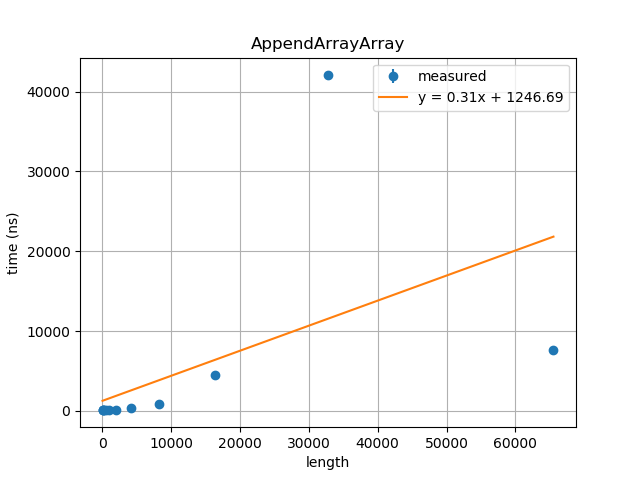 AppendArrayArray
measured
y = 0.31x + 1246.69
time (ns)
40000
30000
20000
10000
0
0 10000 20000 30000 40000 50000 60000
length